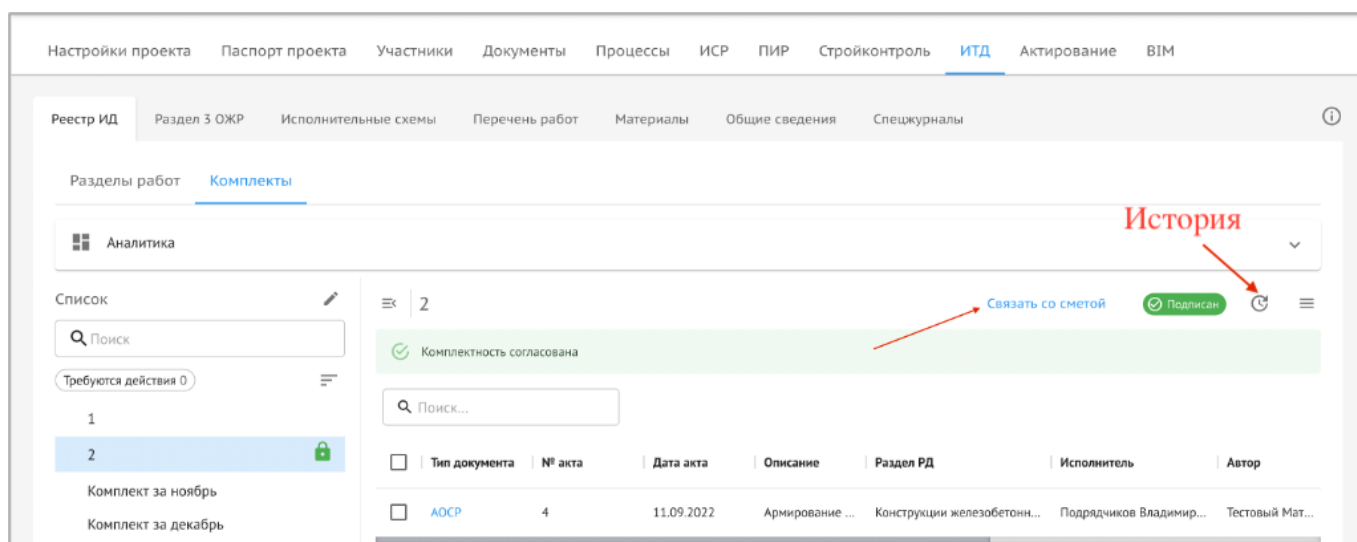 Настройки проекта Паспорт проекта Участники Документы Процессы ИСР ПИР Стройконтроль ИТД Актирование BIM
Реестр ИД Раздел 3 ОЖР Исполнительные схемы Перечень работ Материалы Общие сведения Спецжурналы
Разделы работ Комплекты
История
Аналитика
Список
2 Связать со сметой Подписан
Поиск
Комплектность согласована
Требуются действия 0
Поиск...
1
2
Тип документа № акта Дата акта Описание Раздел РД Исполнитель Автор
Комплект за ноябрь
АОСР 4 11.09.2022 Армирование ... Конструкции железобетонн... Подрядчиков Владимир... Тестовый Мат...
Комплект за декабрь